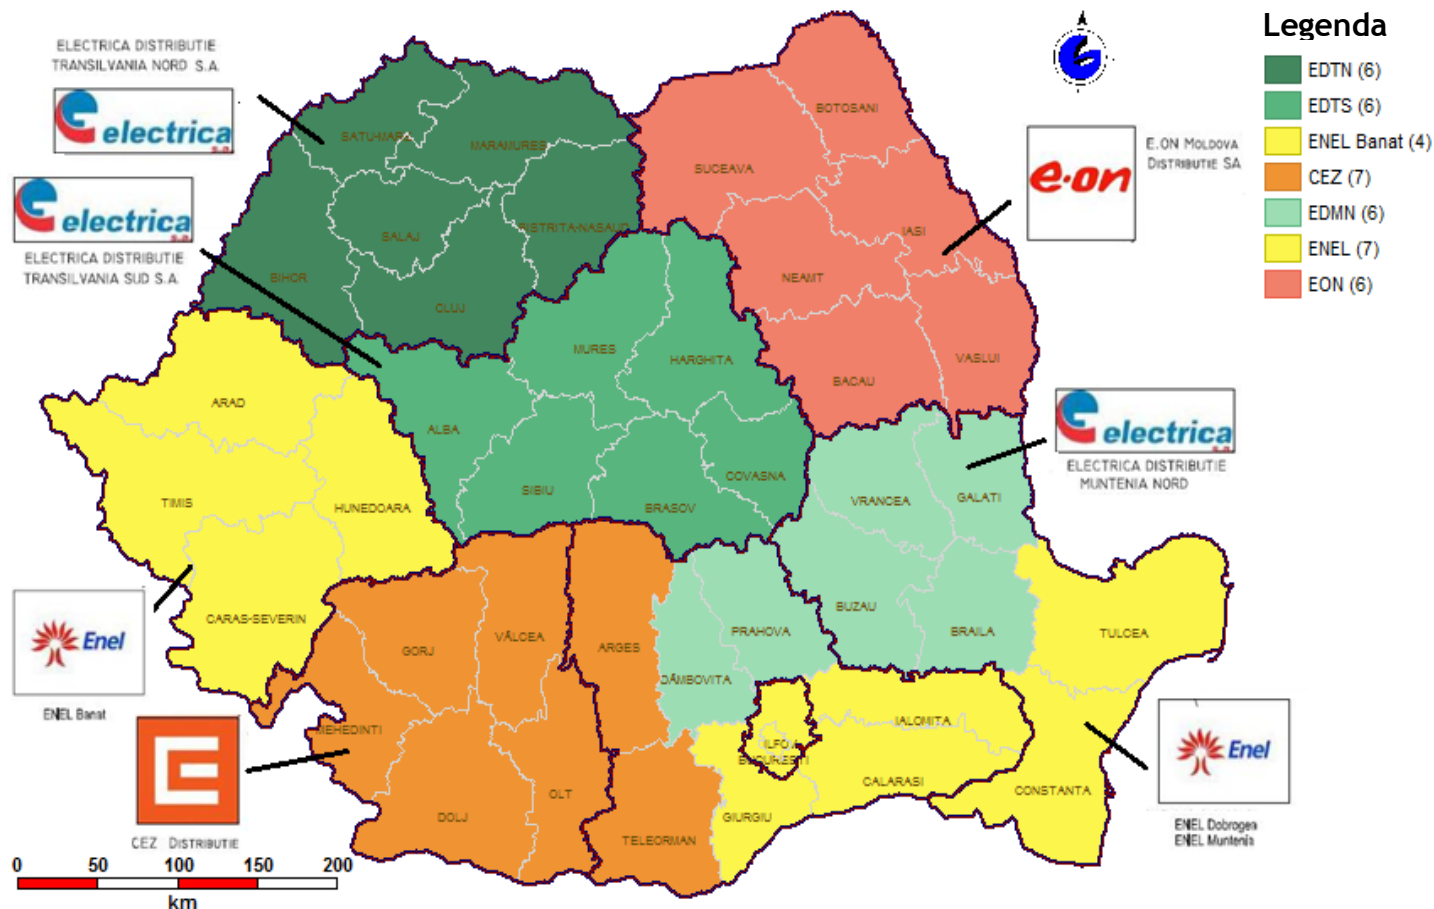 ELECTRICA DISTRIBUTIE
TRANSILVANIA NORD S.A.
electrica
s.a.
electrica
s.a.
ELECTRICA DISTRIBUTIE
TRANSILVANIA SUD S.A.
Legenda
EDTN (6)
EDTS (6)
ENEL Banat (4)
CEZ (7)
EDMN (6)
ENEL (7)
EON (6)
e·on
E.ON MOLDOVA
DISTRIBUTIE SA
electrica
s.a.
ELECTRICA DISTRIBUTIE
MUNTENIA NORD
BOTOSANI
SATU-MARE
MARAMURES
SUCEAVA
BISTRITA-NASAUD
SALAJ
IASI
BIHOR
NEAMT
CLUJ
MURES
HARGHITA
VASLUI
BACAU
ARAD
ALBA
COVASNA
SIBIU
VRANCEA
GALATI
TIMIS
HUNEDOARA
BRASOV
BUZAU
CARAS-SEVERIN
PRAHOVA
BRAILA
TULCEA
VÂLCEA
GORJ
ARGES
DÂMBOVITA
IALOMITA
MEHEDINTI
ILFOV
BUCURESTI
CALARASI
CONSTANTA
OLT
DOLJ
GIURGIU
TELEORMAN
Enel
ENEL Banat
CEZ DISTRIBUTIE
Enel
ENEL Dobrogea
ENEL Muntenia
0 50 100 150 200
km